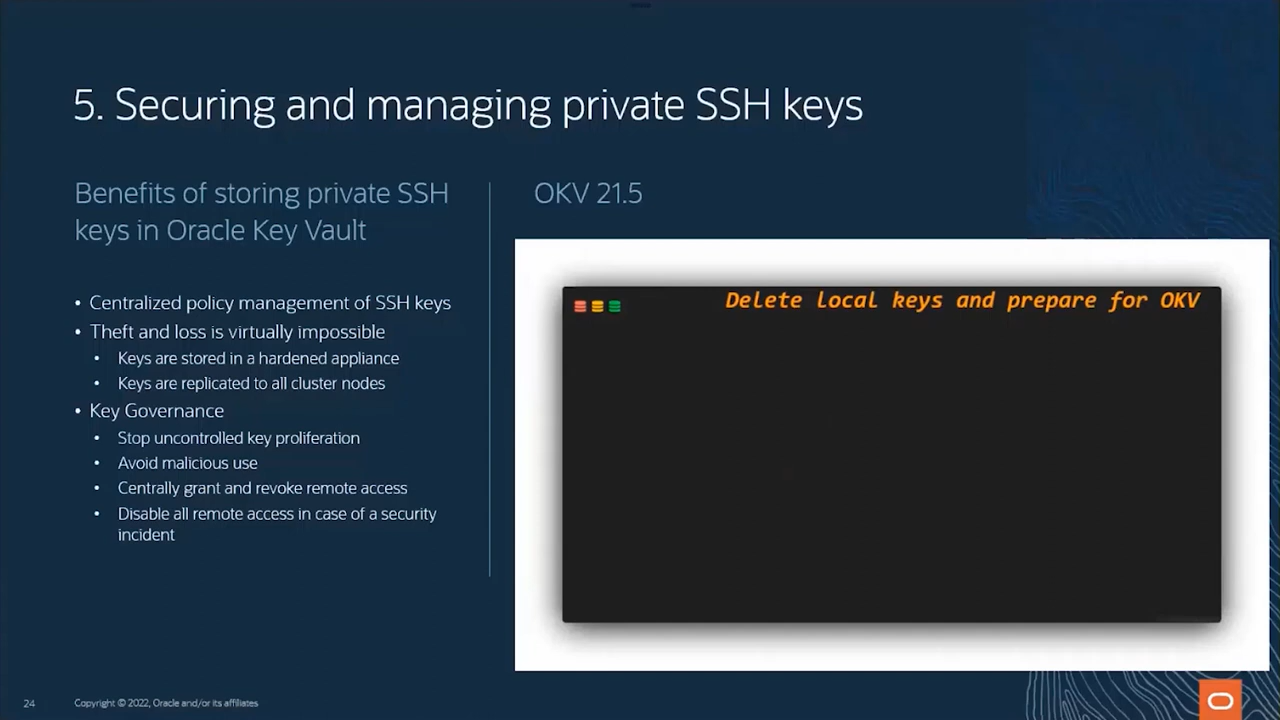 5. Securing and managing private SSH keys
Benefits of storing private SSH
keys in Oracle Key Vault
• Centralized policy management of SSH keys
• Theft and loss is virtually impossible
• Keys are stored in a hardened appliance
• Keys are replicated to all cluster nodes
• Key Governance
• Stop uncontrolled key proliferation
• Avoid malicious use
• Centrally grant and revoke remote access
• Disable all remote access in case of a security
incident
OKV 21.5
Delete local keys and prepare for OKV
24
Copyright © 2022, Oracle and/or its affiliates